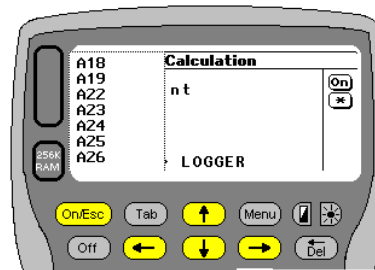 A18
A19
A22
A23
A24
A25
A26
Calculation
nt
LOGGER
On
*
256K
RAM
On/Esc
Tab
Menu
Off
Del